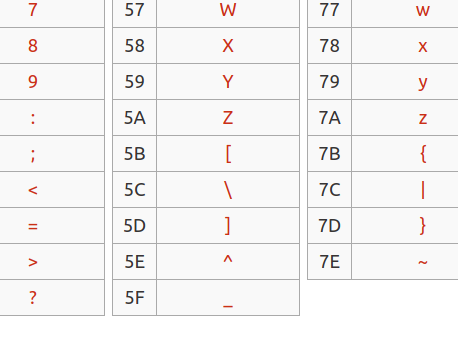 7 57 W 77 w
8 58 X 78 x
9 59 Y 79 y
: 5A Z 7A z
; 5B [ 7B {
< 5C \ 7C |
= 5D ] 7D }
> 5E ^ 7E ~
? 5F _